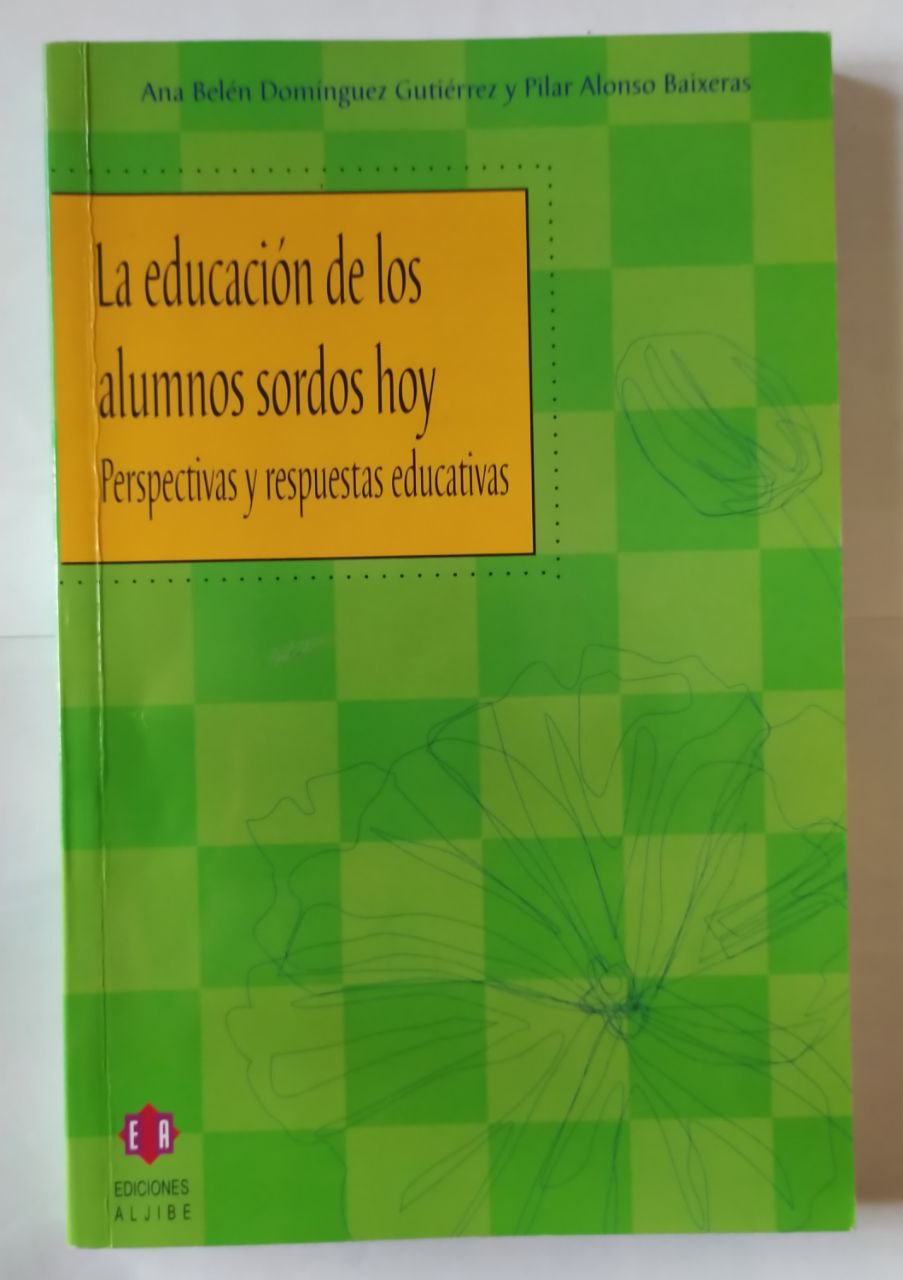 Ana Belén Domínguez Gutiérrez y Pilar Alonso Baixeras
La educación de los
alumnos sordos hoy
Perspectivas y respuestas educativas
E A
EDICIONES
ALJIBE